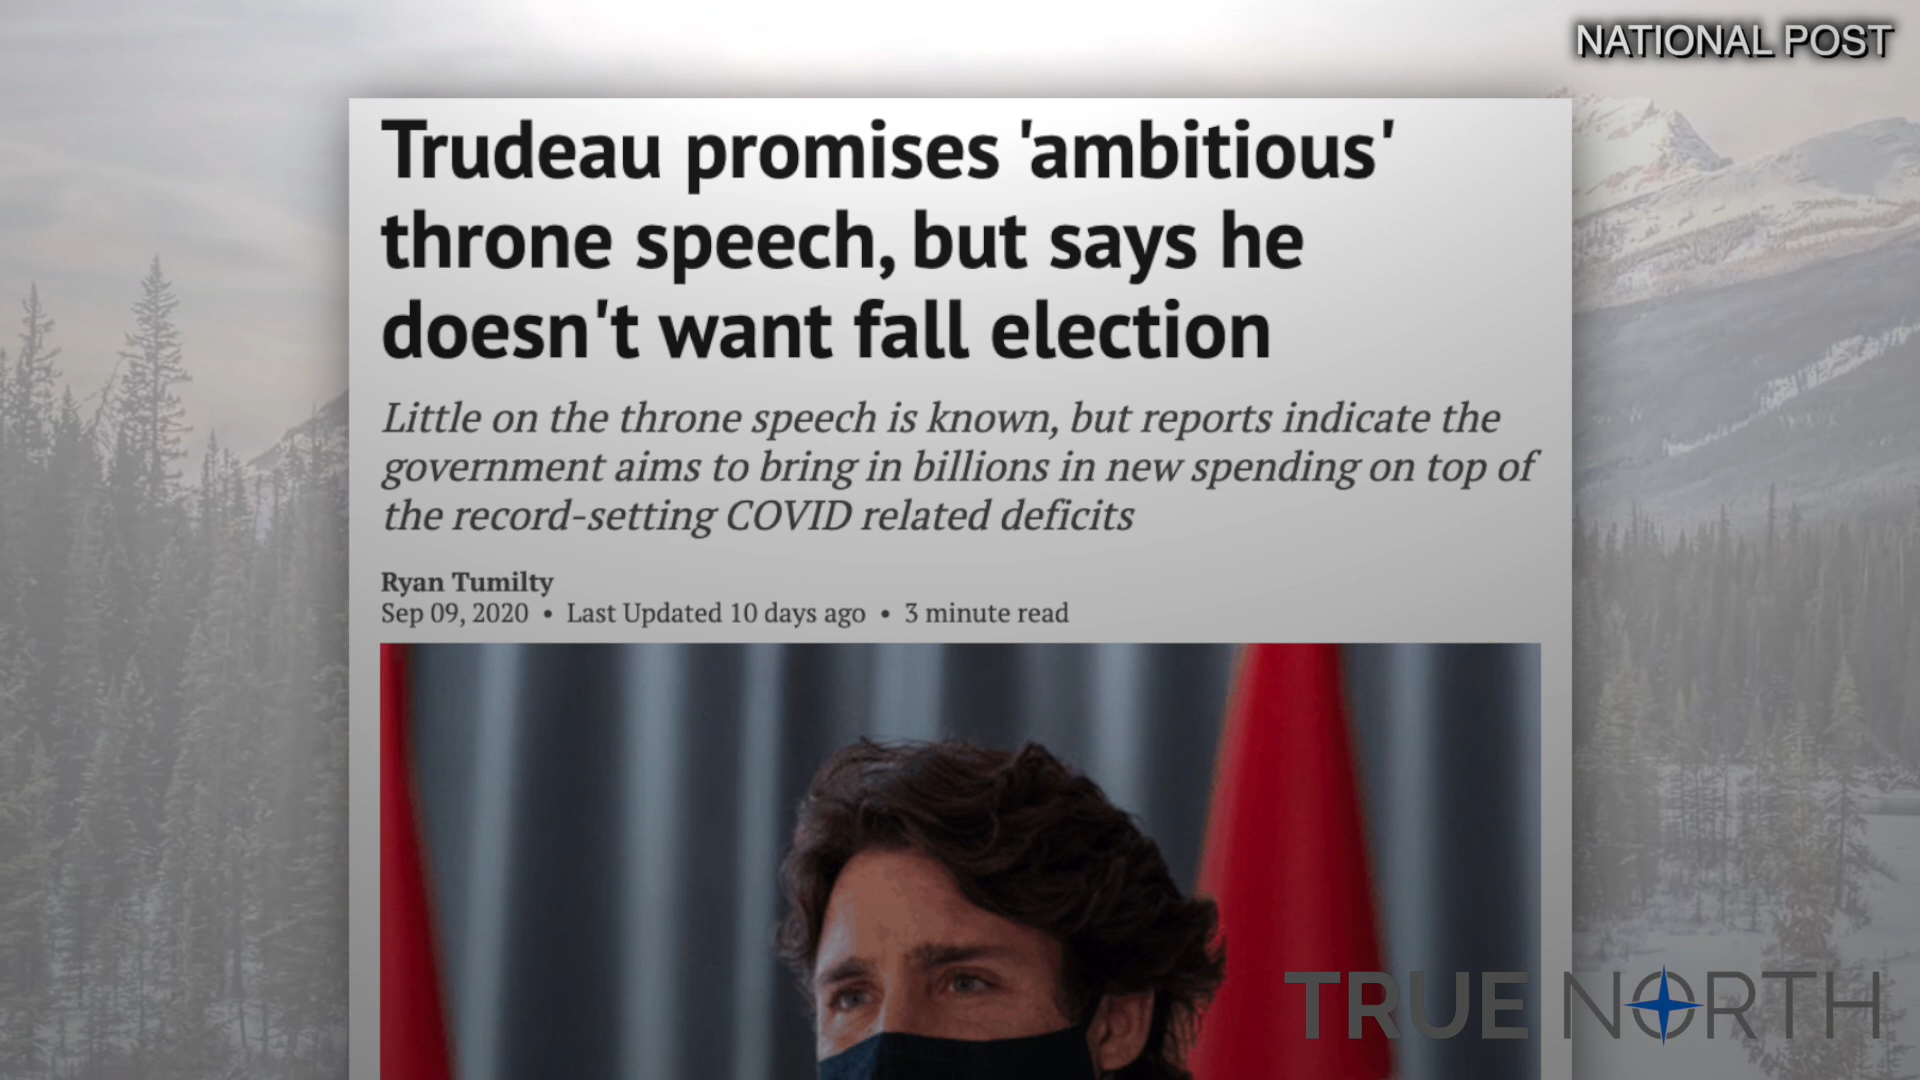 NATIONAL POST
Trudeau promises 'ambitious'
throne speech, but says he
doesn't want fall election
Little on the throne speech is known, but reports indicate the
government aims to bring in billions in new spending on top of
the record-setting COVID related deficits
Ryan Tumilty
Sep 09, 2020 • Last Updated 10 days ago • 3 minute read
TRUE NORTH